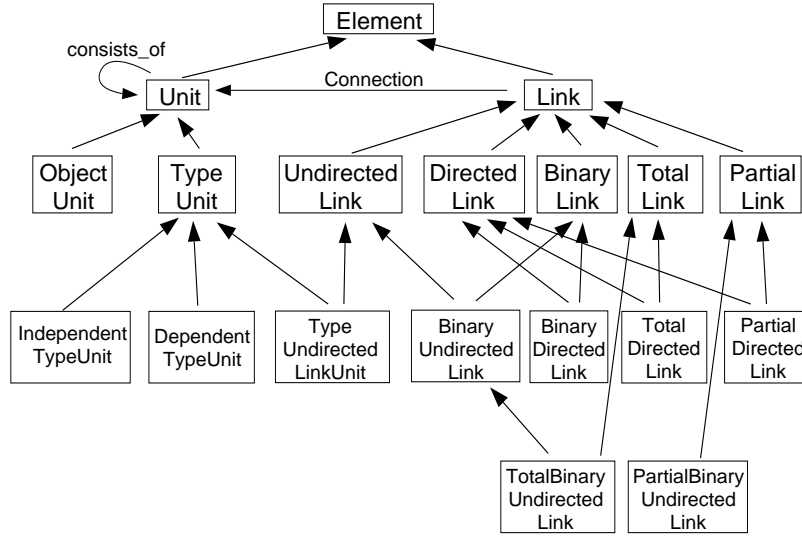 Element
consists_of
Connection
Unit
Link
Object
Unit
Type
Unit
Undirected
Link
Directed
Link
Binary
Link
Total
Link
Partial
Link
Independent
TypeUnit
Dependent
TypeUnit
Type
Undirected
LinkUnit
Binary
Undirected
Link
Binary
Directed
Link
Total
Directed
Link
Partial
Directed
Link
TotalBinary
Undirected
Link
PartialBinary
Undirected
Link